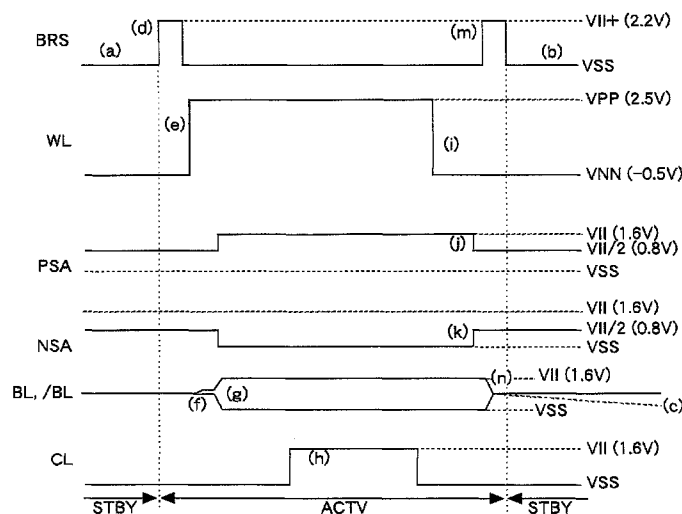 BRS (a) (d) (m) (b) VII+ (2.2V)
VSS
WL (e) (i) VPP (2.5V)
VNN (−0.5V)
PSA (j) VII (1.6V)
VII/2 (0.8V)
VSS
VII (1.6V)
NSA (k) VII/2 (0.8V)
VSS
BL, /BL (f) (g) (n) VII (1.6V)
VSS (c)
CL (h) VII (1.6V)
VSS
STBY ACTV STBY